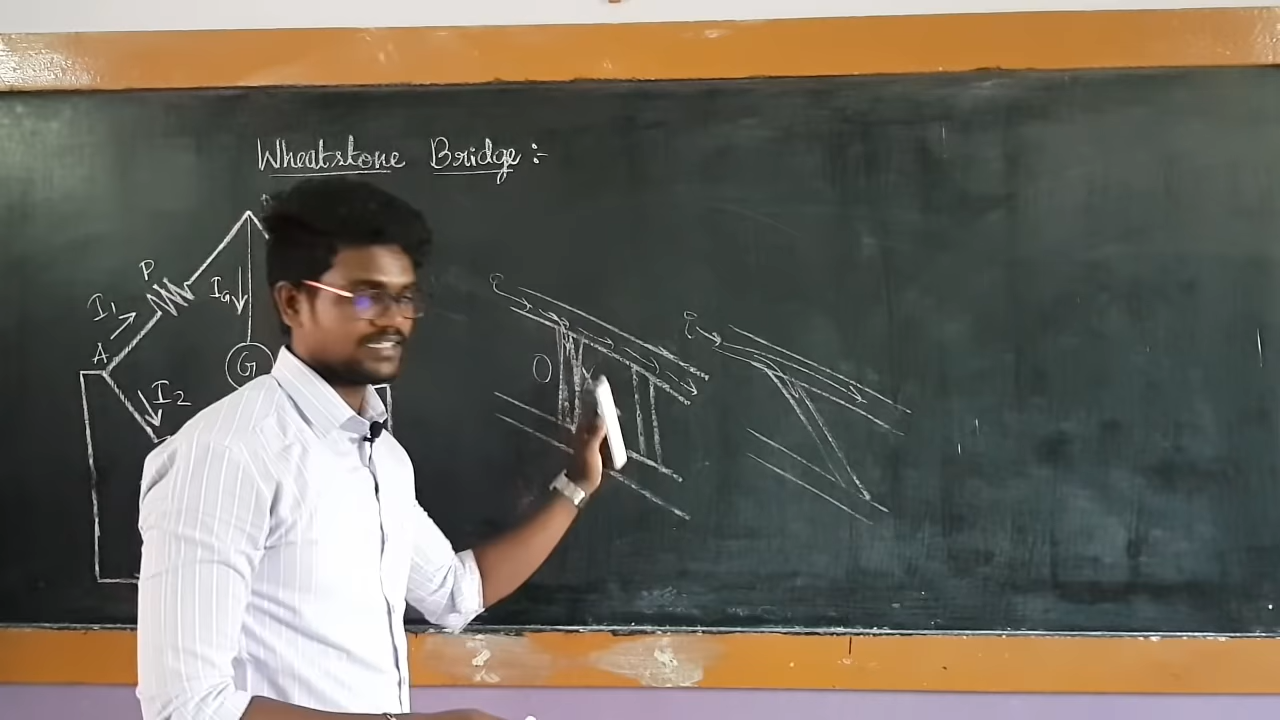 Wheatstone Bridge :-
P
I₁
I_G
A
G
I₂
i
O
i